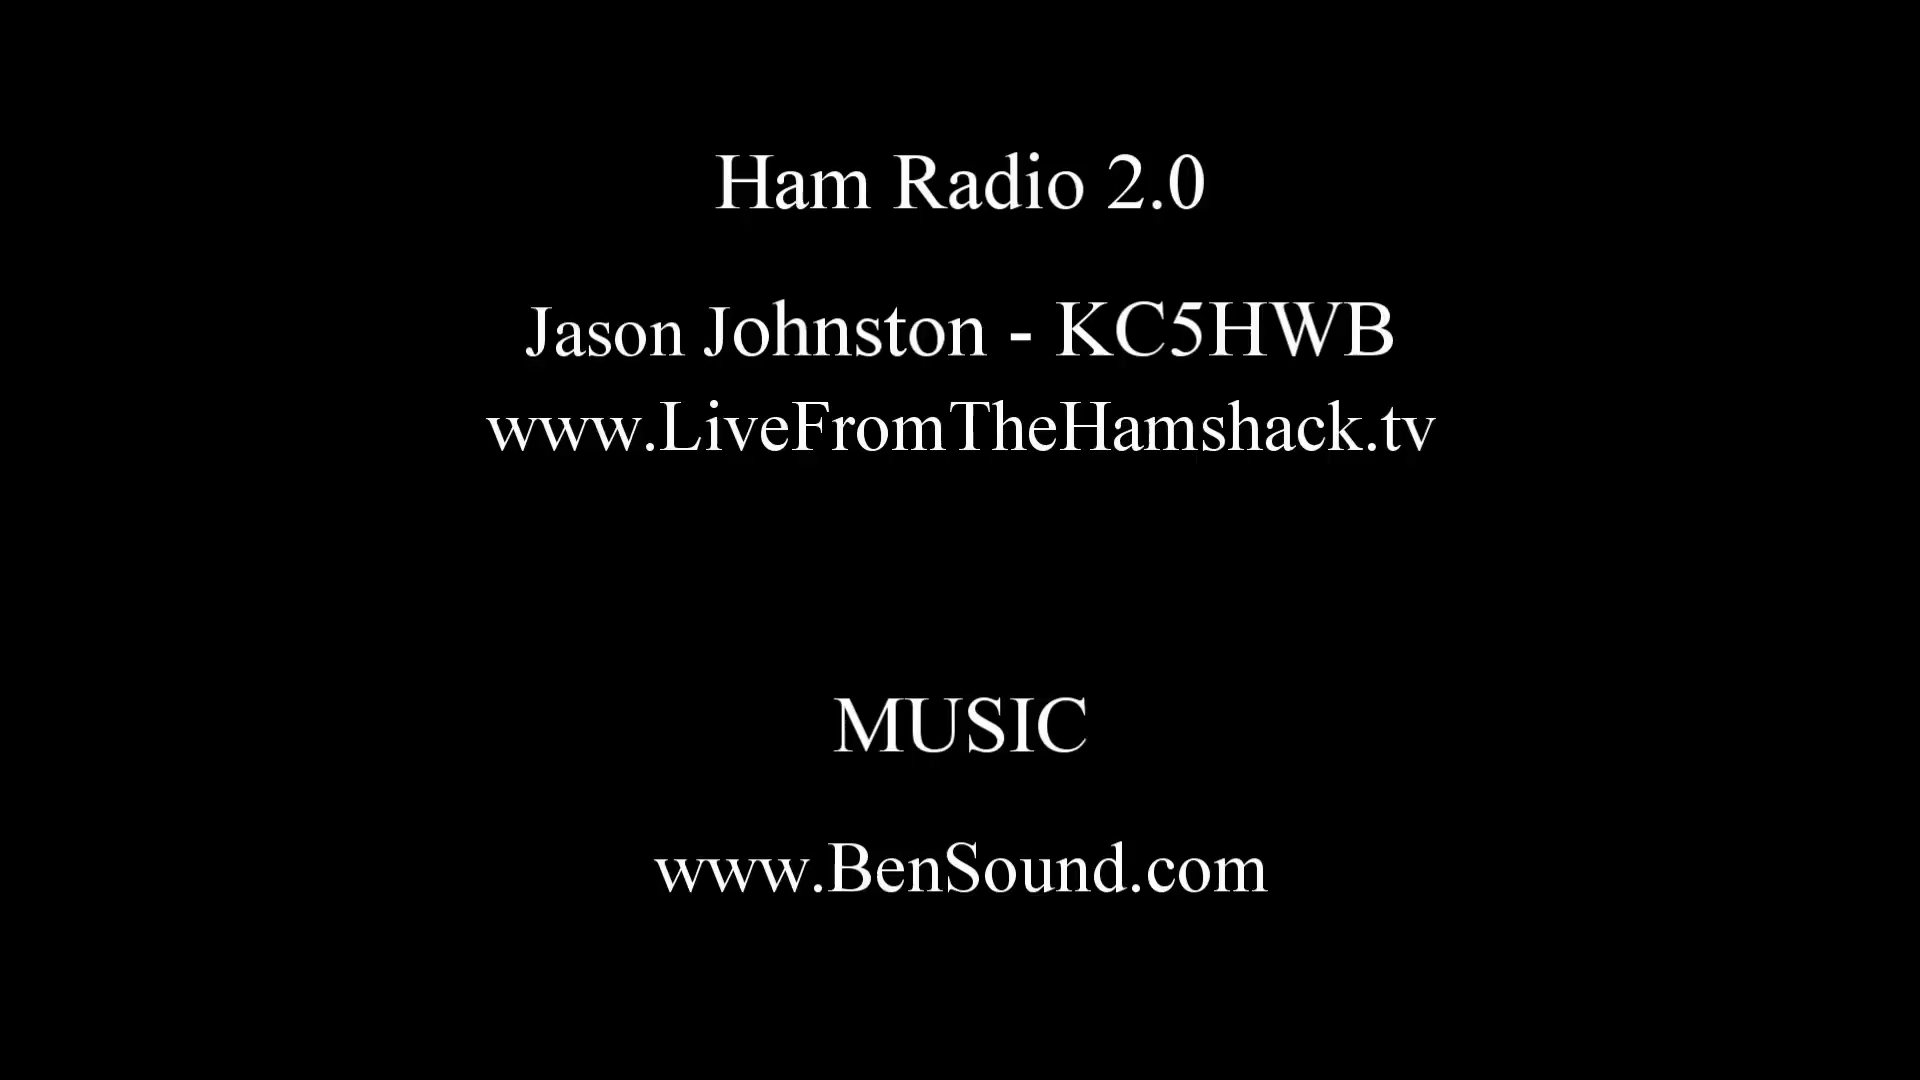 Ham Radio 2.0
Jason Johnston - KC5HWB
www.LiveFromTheHamshack.tv
MUSIC
www.BenSound.com